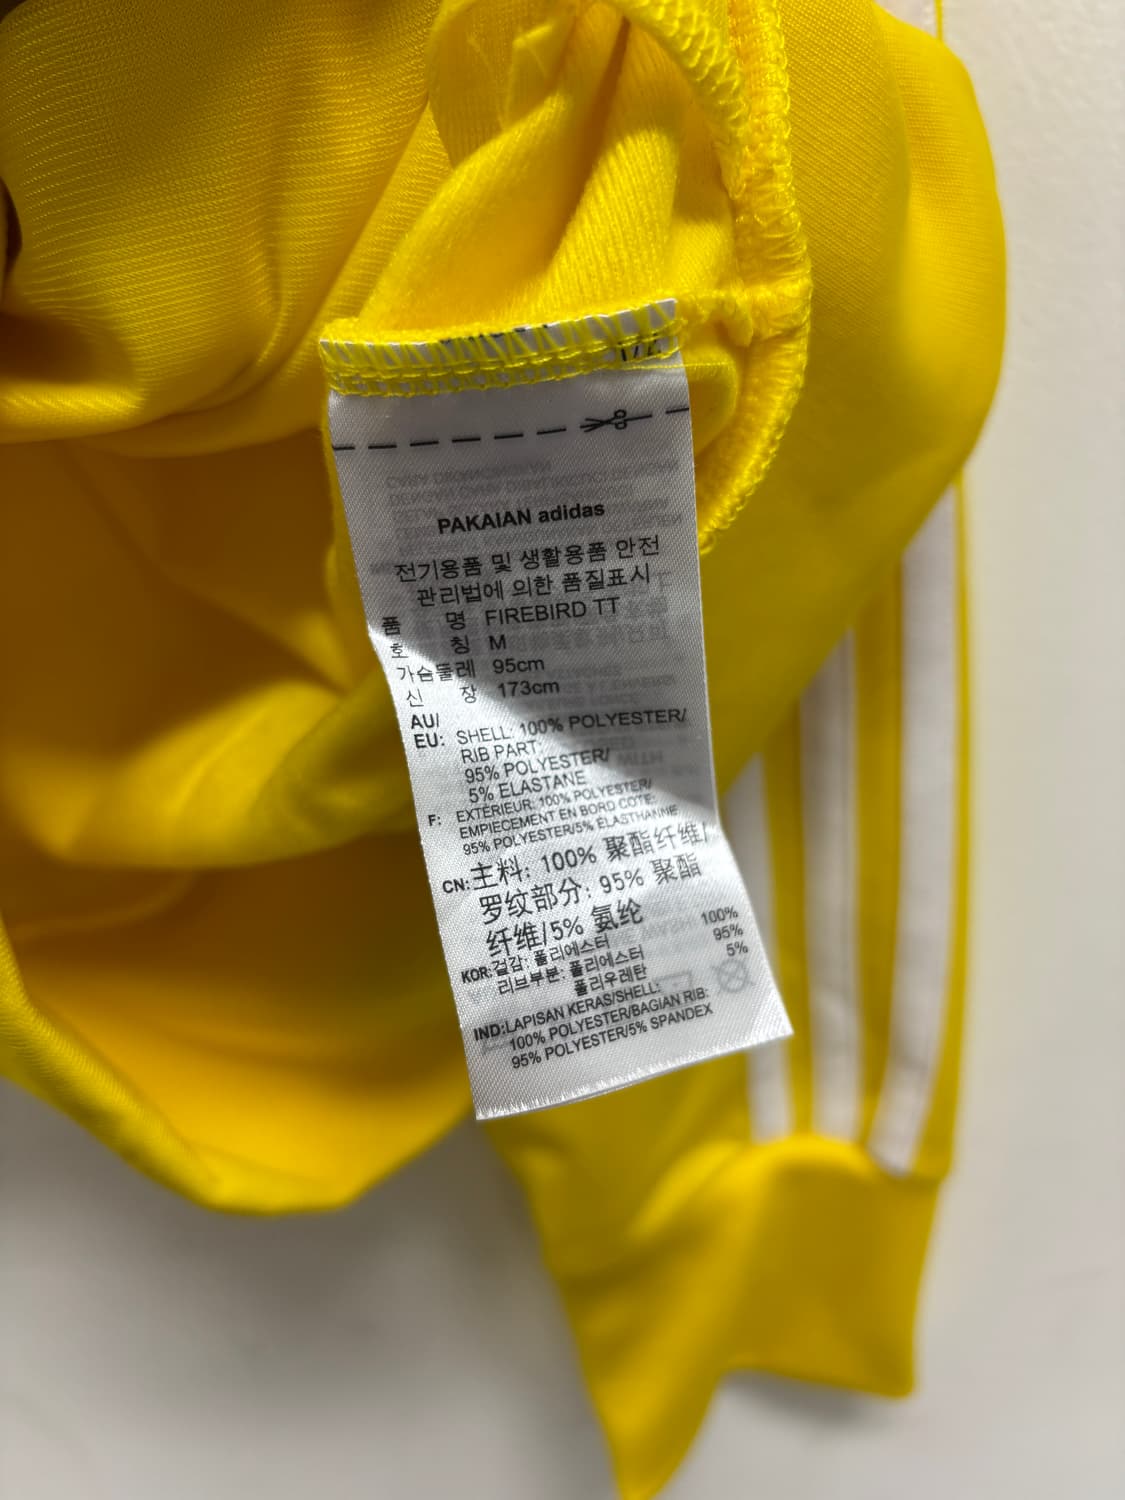 PAKAIAN adidas
전기용품 및 생활용품 안전
관리법에 의한 품질표시
품 명 FIREBIRD TT
호 칭 M
가슴둘레 95cm
신 장 173cm
AU/
EU: SHELL: 100% POLYESTER/
RIB PART:
95% POLYESTER/
5% ELASTANE
F: EXTÉRIEUR: 100% POLYESTER/
EMPIECEMENT EN BORD COTE:
95% POLYESTER/5% ÉLASTHANNE
CN: 主料: 100% 聚酯纤维/
罗纹部分: 95% 聚酯
纤维/5% 氨纶
KOR: 겉감: 폴리에스터 100%
리브부분: 폴리에스터 95%
폴리우레탄 5%
IND: LAPISAN KERAS/SHELL:
100% POLYESTER/BAGIAN RIB:
95% POLYESTER/5% SPANDEX